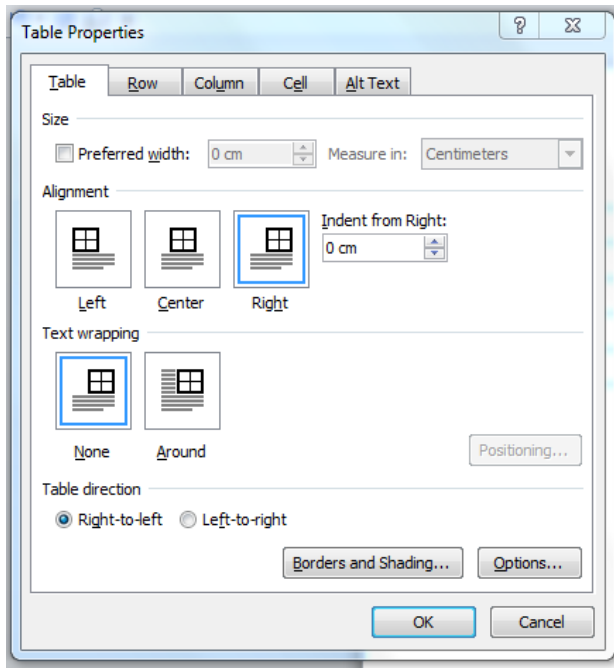 Table Properties
Table Row Column Cell Alt Text
Size
Preferred width: 0 cm Measure in: Centimeters
Alignment
Indent from Right:
0 cm
Left Center Right
Text wrapping
None Around
Positioning...
Table direction
Right-to-left Left-to-right
Borders and Shading... Options...
OK Cancel